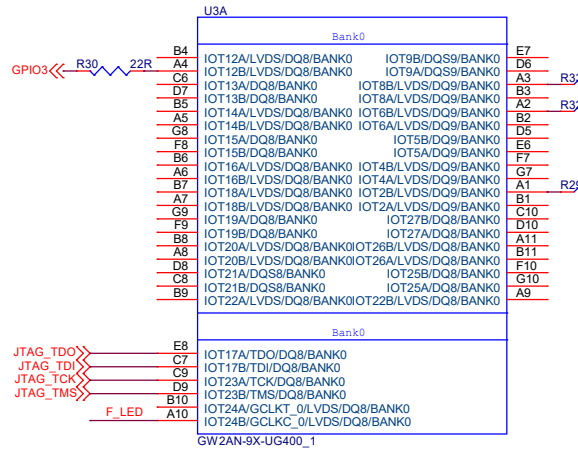 U3A
Bank0
B4 IOT12A/LVDS/DQ8/BANK0 IOT9B/DQS9/BANK0 E7
GPIO3 R30 22R A4 IOT12B/LVDS/DQ8/BANK0 IOT9A/DQS9/BANK0 D6
C6 IOT13A/DQ8/BANK0 IOT8B/LVDS/DQ9/BANK0 A3 R32
D7 IOT13B/DQ8/BANK0 IOT8A/LVDS/DQ9/BANK0 B3
B5 IOT14A/LVDS/DQ8/BANK0 IOT6B/LVDS/DQ9/BANK0 A2 R32
A5 IOT14B/LVDS/DQ8/BANK0 IOT6A/LVDS/DQ9/BANK0 B2
G8 IOT15A/DQ8/BANK0 IOT5B/DQ9/BANK0 D5
F8 IOT15B/DQ8/BANK0 IOT5A/DQ9/BANK0 E6
B6 IOT16A/LVDS/DQ8/BANK0 IOT4B/LVDS/DQ9/BANK0 F7
A6 IOT16B/LVDS/DQ8/BANK0 IOT4A/LVDS/DQ9/BANK0 G7
B7 IOT18A/LVDS/DQ8/BANK0 IOT2B/LVDS/DQ9/BANK0 A1 R29
A7 IOT18B/LVDS/DQ8/BANK0 IOT2A/LVDS/DQ9/BANK0 B1
G9 IOT19A/DQ8/BANK0 IOT27B/DQ8/BANK0 C10
F9 IOT19B/DQ8/BANK0 IOT27A/DQ8/BANK0 D10
B8 IOT20A/LVDS/DQ8/BANK0 IOT26B/LVDS/DQ8/BANK0 A11
A8 IOT20B/LVDS/DQ8/BANK0 IOT26A/LVDS/DQ8/BANK0 B11
D8 IOT21A/DQS8/BANK0 IOT25B/DQ8/BANK0 F10
C8 IOT21B/DQS8/BANK0 IOT25A/DQ8/BANK0 G10
B9 IOT22A/LVDS/DQ8/BANK0 IOT22B/LVDS/DQ8/BANK0 A9
Bank0
JTAG_TDO E8 IOT17A/TDO/DQ8/BANK0
JTAG_TDI C7 IOT17B/TDI/DQ8/BANK0
JTAG_TCK C9 IOT23A/TCK/DQ8/BANK0
JTAG_TMS D9 IOT23B/TMS/DQ8/BANK0
B10 IOT24A/GCLKT_0/LVDS/DQ8/BANK0
F_LED A10 IOT24B/GCLKC_0/LVDS/DQ8/BANK0
GW2AN-9X-UG400_1